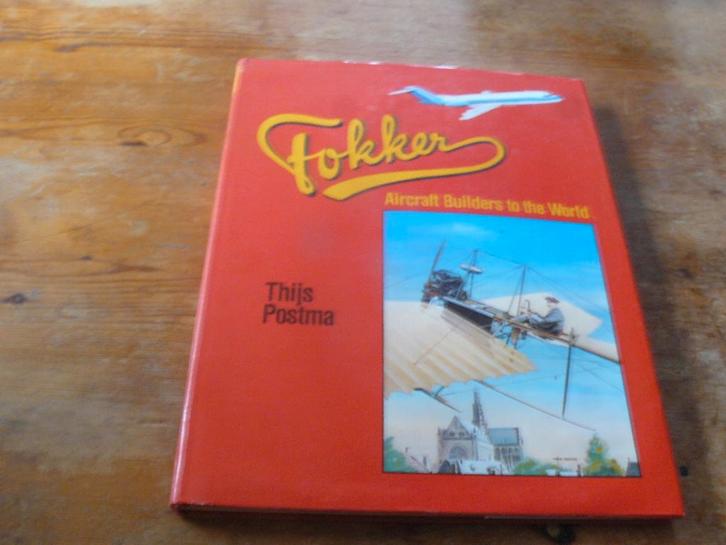 Fokker
Aircraft Builders to the World
Thijs
Postma